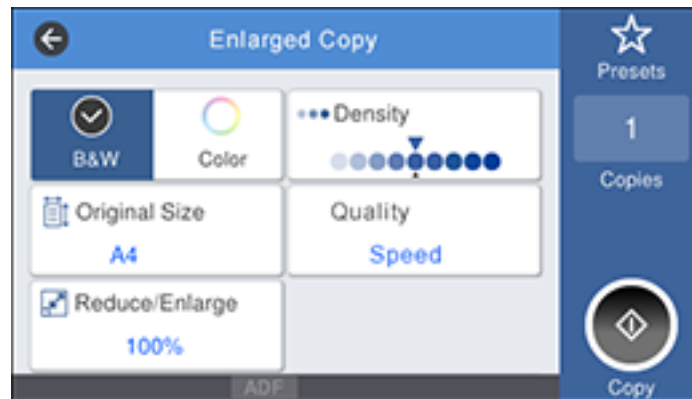 Enlarged Copy
Presets
B&W
Color
Density
1
Copies
Original Size
A4
Quality
Speed
Reduce/Enlarge
100%
ADF
Copy